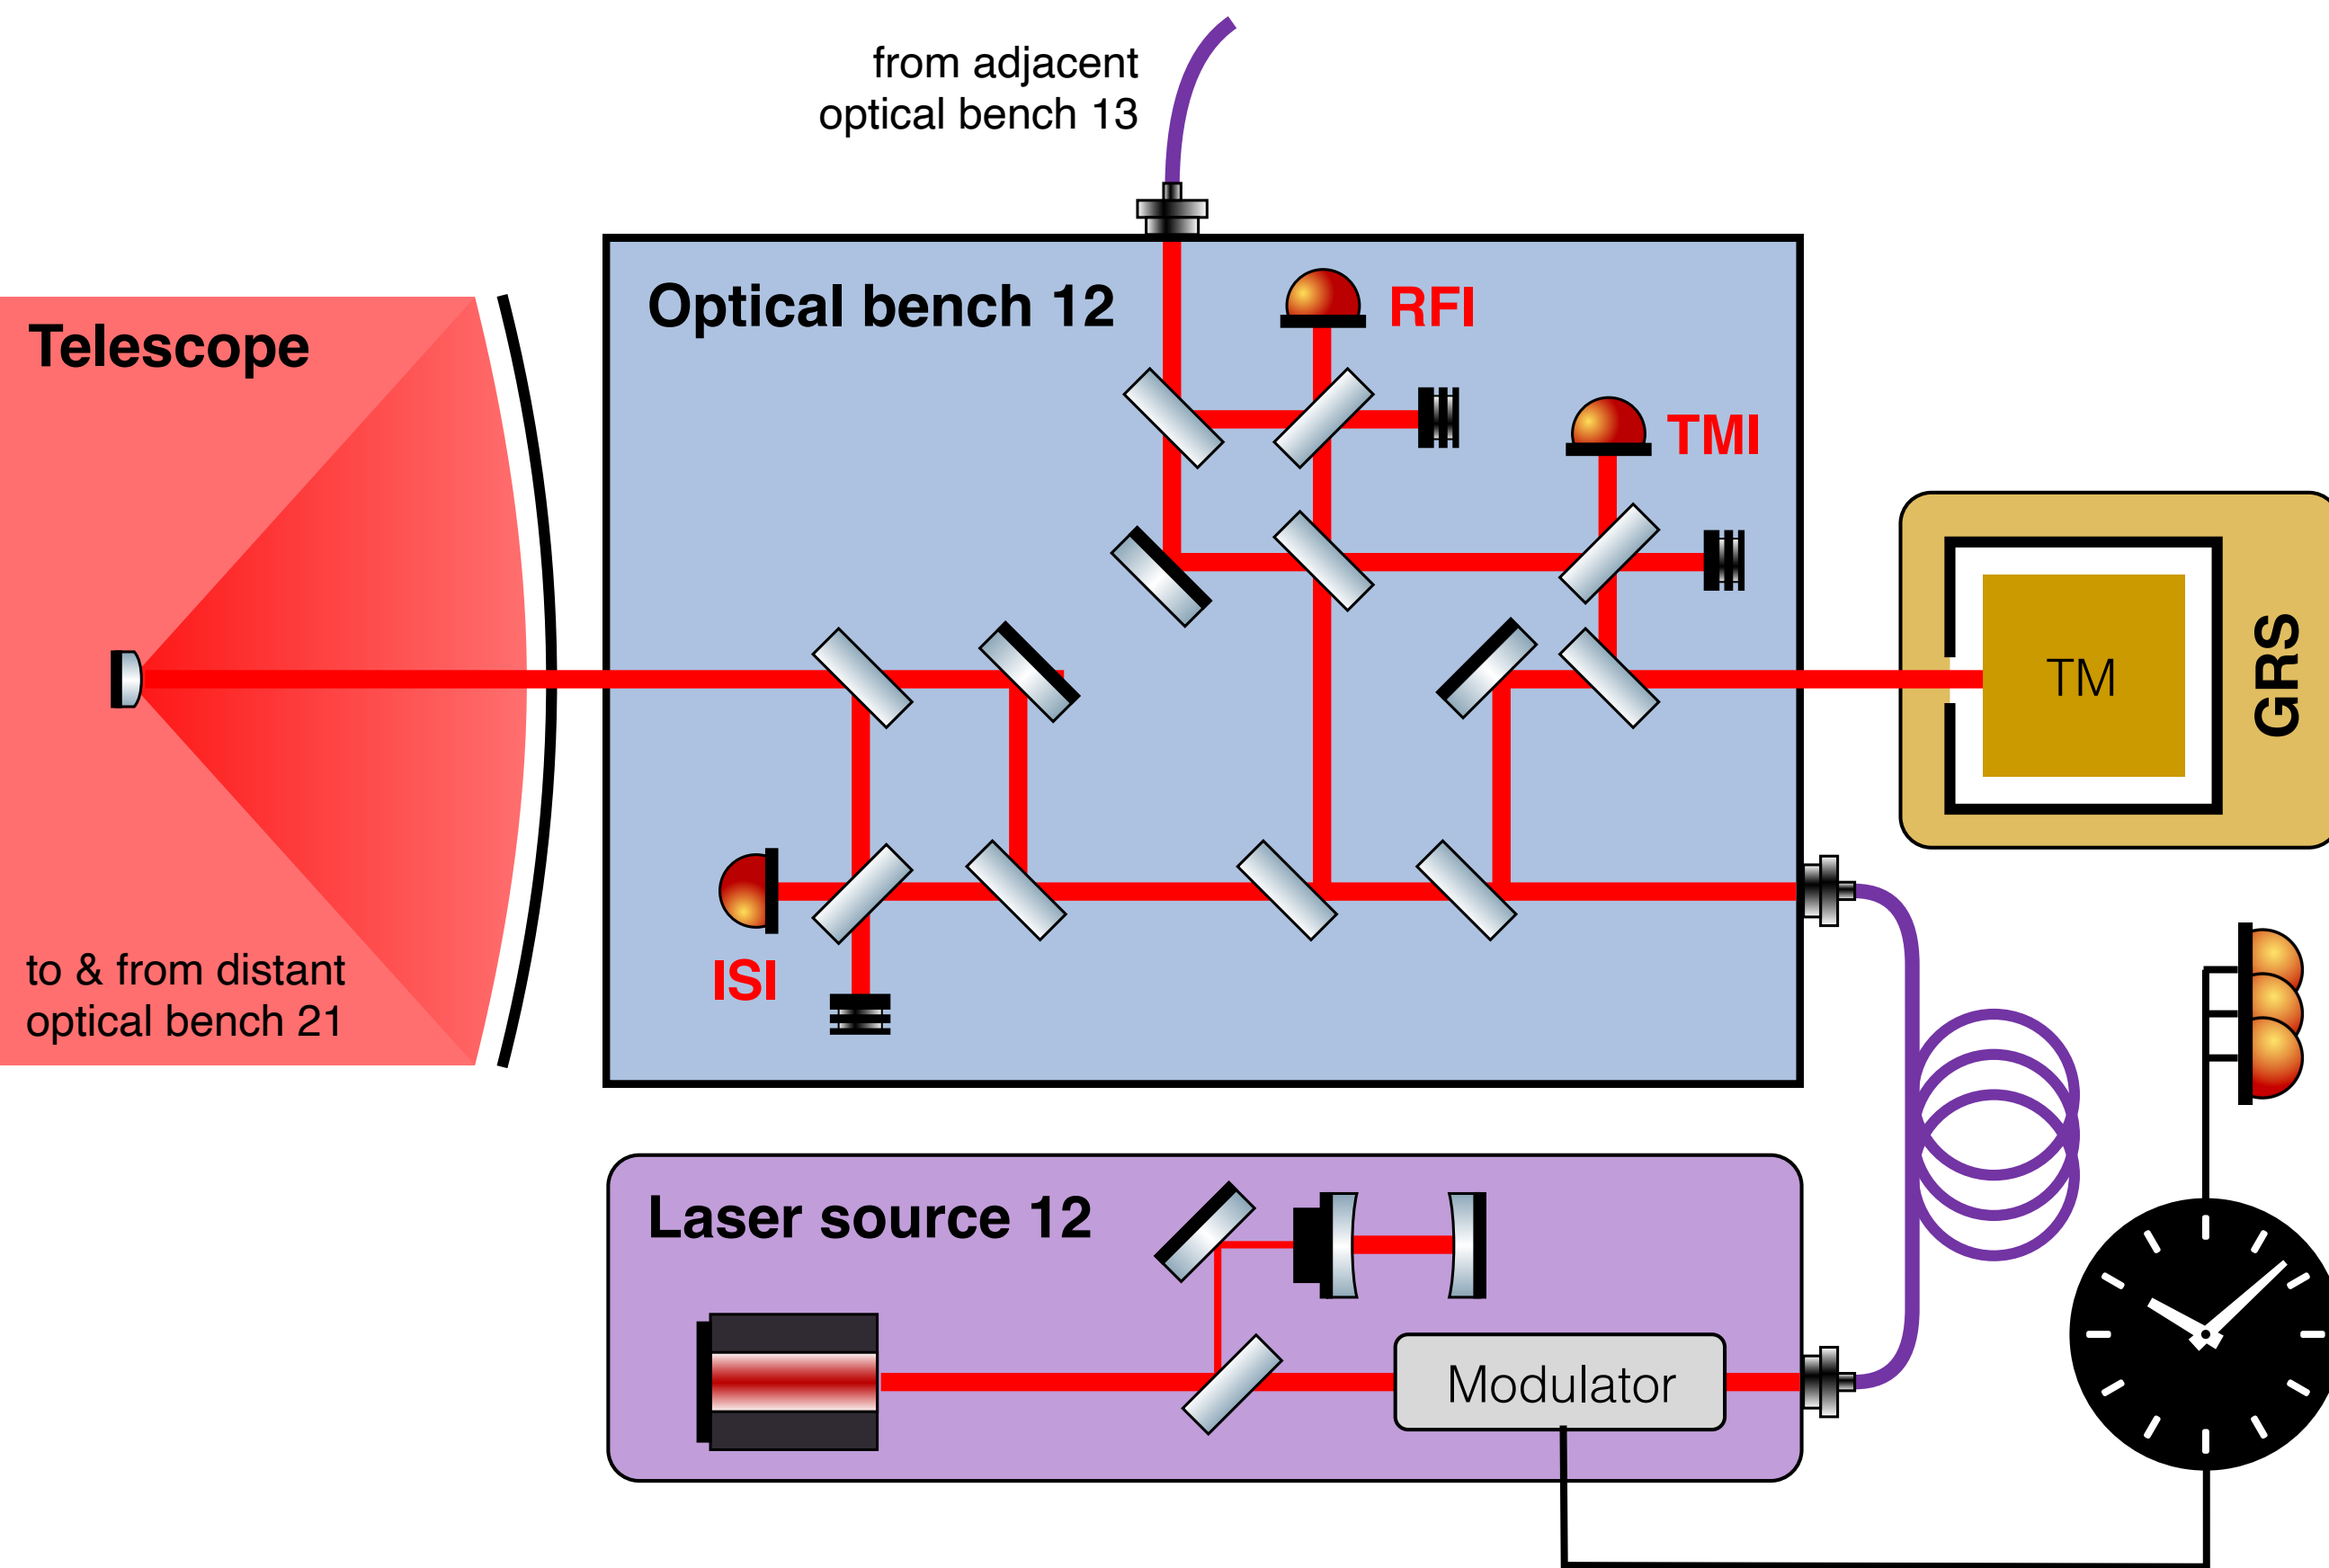 from adjacent
optical bench 13
Optical bench 12
RFI
Telescope
TMI
TM
GRS
ISI
to & from distant
optical bench 21
Laser source 12
Modulator